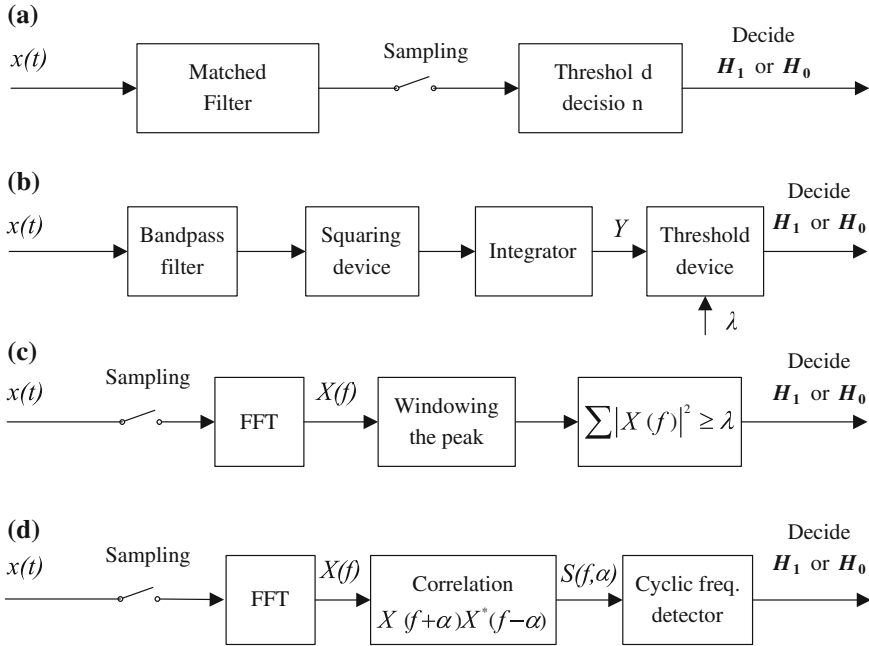 (a)
x(t)
Matched
Filter
Sampling
Threshol d
decisio n
Decide
H₁ or H₀
(b)
x(t)
Bandpass
filter
Squaring
device
Integrator
Y
Threshold
device
λ
Decide
H₁ or H₀
(c)
x(t)
Sampling
FFT
X(f)
Windowing
the peak
∑|X (f)|² ≥ λ
Decide
H₁ or H₀
(d)
x(t)
Sampling
FFT
X(f)
Correlation
X (f+α)X*(f−α)
S(f,α)
Cyclic freq.
detector
Decide
H₁ or H₀